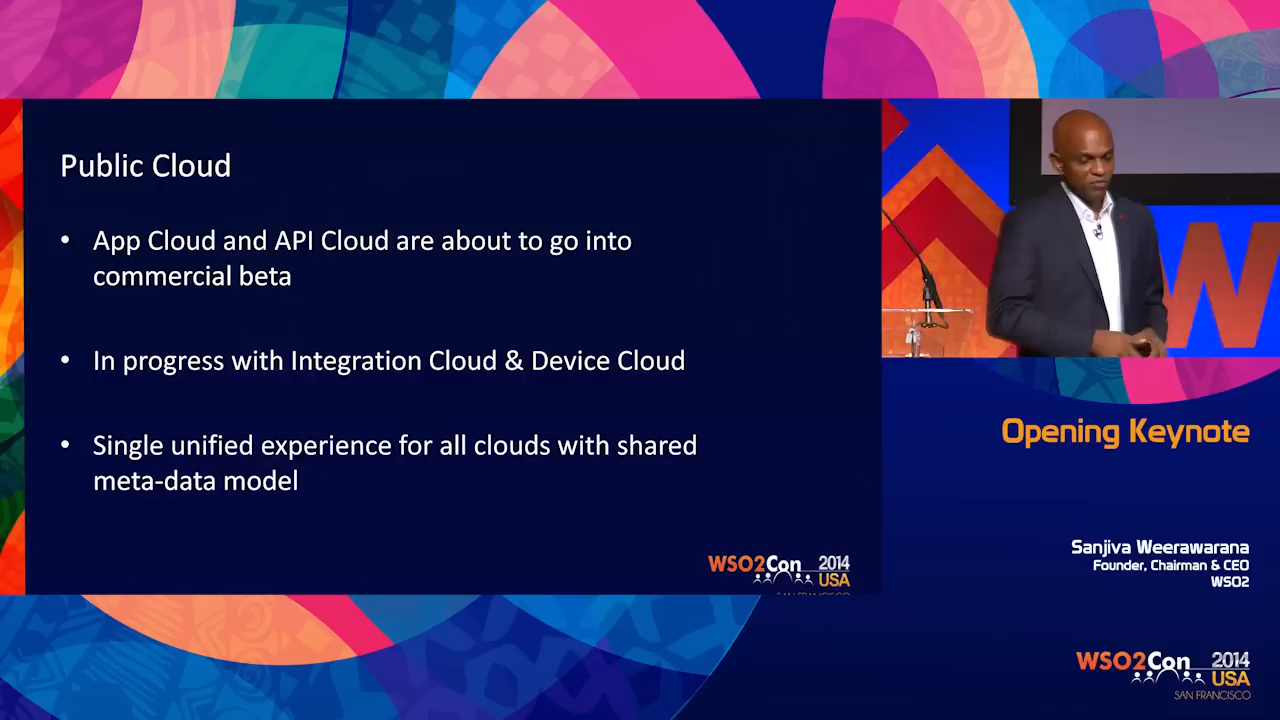 Public Cloud
• App Cloud and API Cloud are about to go into
commercial beta
• In progress with Integration Cloud & Device Cloud
• Single unified experience for all clouds with shared
meta-data model
WSO2Con 2014
USA
SAN FRANCISCO
W
Opening Keynote
Sanjiva Weerawarana
Founder, Chairman & CEO
WSO2
WSO2Con 2014
USA
SAN FRANCISCO